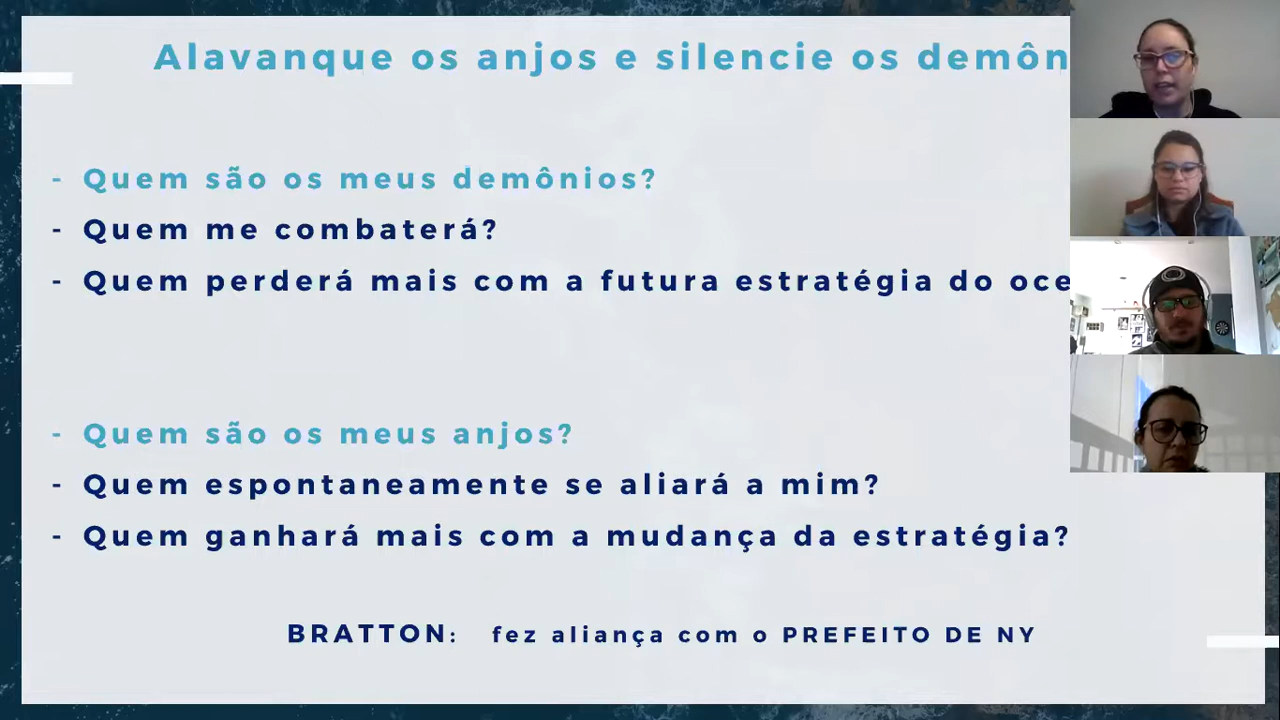 Alavanque os anjos e silencie os demôn
- Quem são os meus demônios?
- Quem me combaterá?
- Quem perderá mais com a futura estratégia do oce
- Quem são os meus anjos?
- Quem espontaneamente se aliará a mim?
- Quem ganhará mais com a mudança da estratégia?
BRATTON: fez aliança com o PREFEITO DE NY